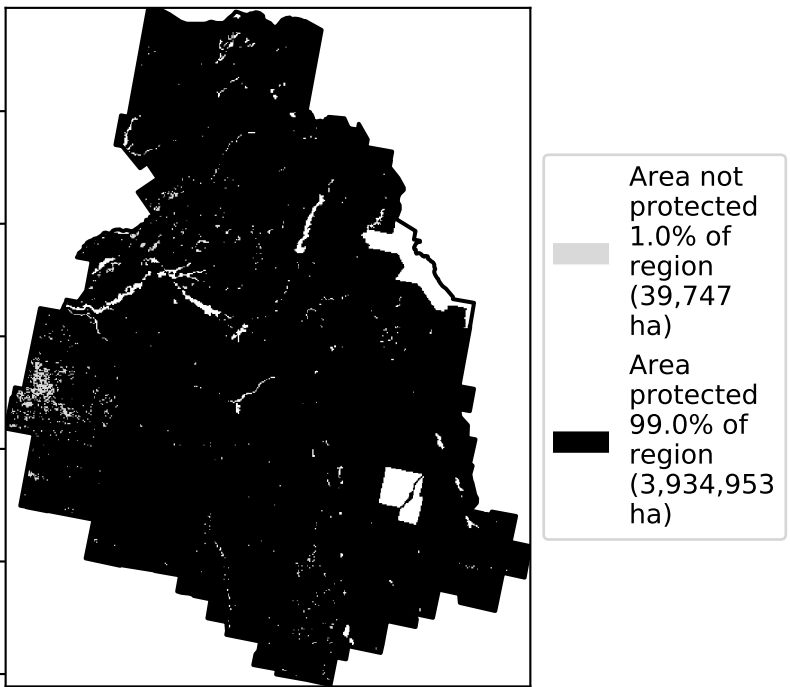 Area not
protected
1.0% of
region
(39,747
ha)
Area
protected
99.0% of
region
(3,934,953
ha)